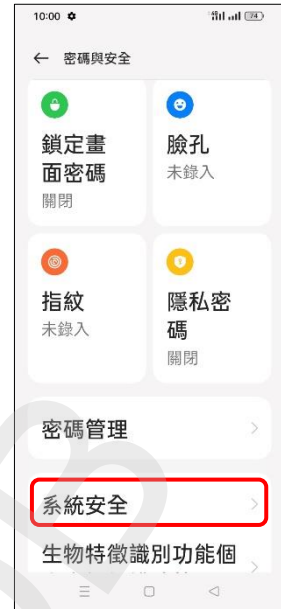 10:00
24
← 密碼與安全
鎖定畫
面密碼
關閉
臉孔
未錄入
指紋
未錄入
隱私密
碼
關閉
密碼管理
系統安全
生物特徵識別功能個